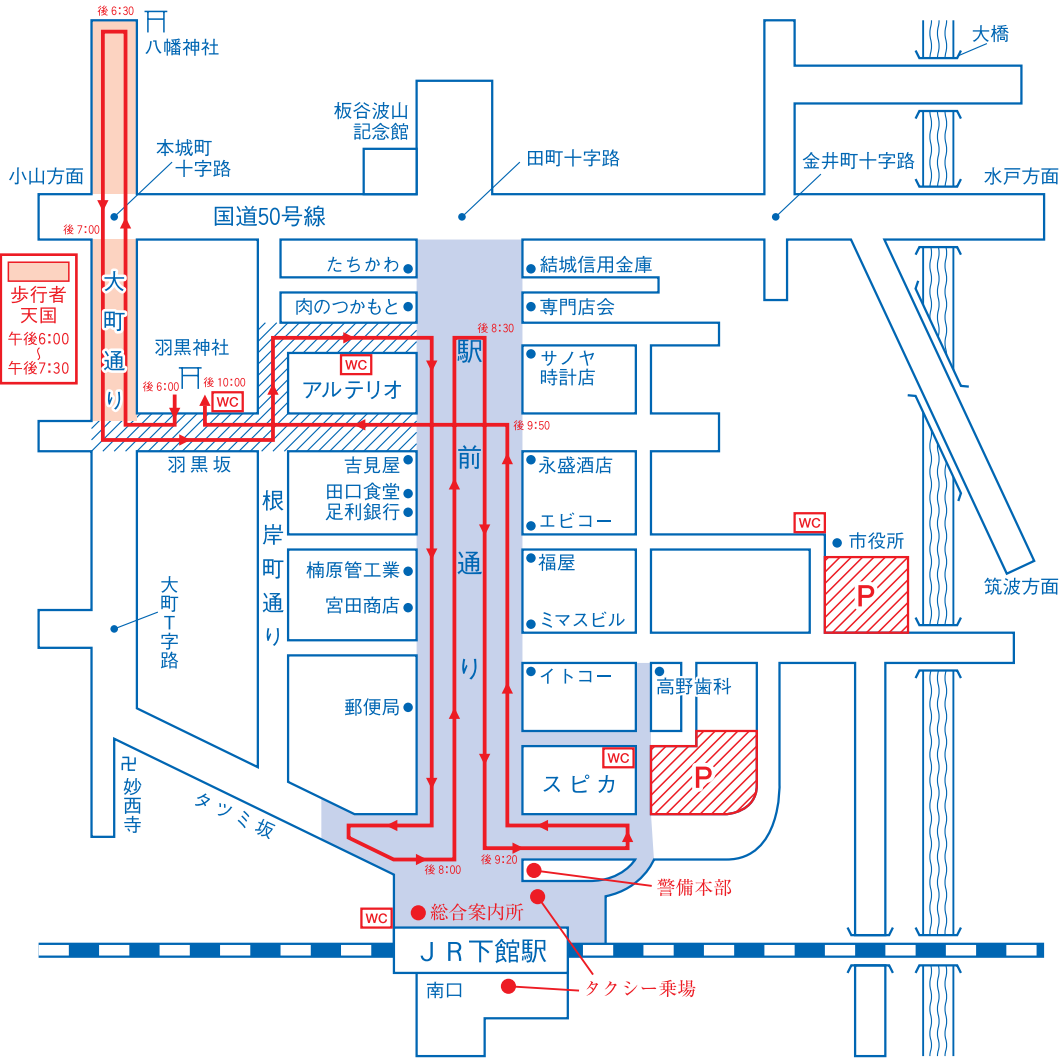 後 6:30
八幡神社
大橋
板谷波山
記念館
本城町
十字路
田町十字路
金井町十字路
小山方面
水戸方面
国道50号線
後 7:00
歩行者
天国
午後6:00
〜
午後7:30
大町通り
たちかわ
結城信用金庫
肉のつかもと
専門店会
後 8:30
羽黒神社
WC
駅前通り
サノヤ
時計店
後 6:00
後 10:00
WC
アルテリオ
後 9:50
羽黒坂
吉見屋
永盛酒店
根岸町通り
田口食堂
足利銀行
エビコー
WC
市役所
楠原管工業
福屋
大町T字路
P
筑波方面
宮田商店
ミマスビル
イトコー
高野歯科
郵便局
卍
妙西寺
WC
P
スピカ
タツミ坂
後 8:00
後 9:20
警備本部
WC
総合案内所
JR下館駅
南口
タクシー乗場